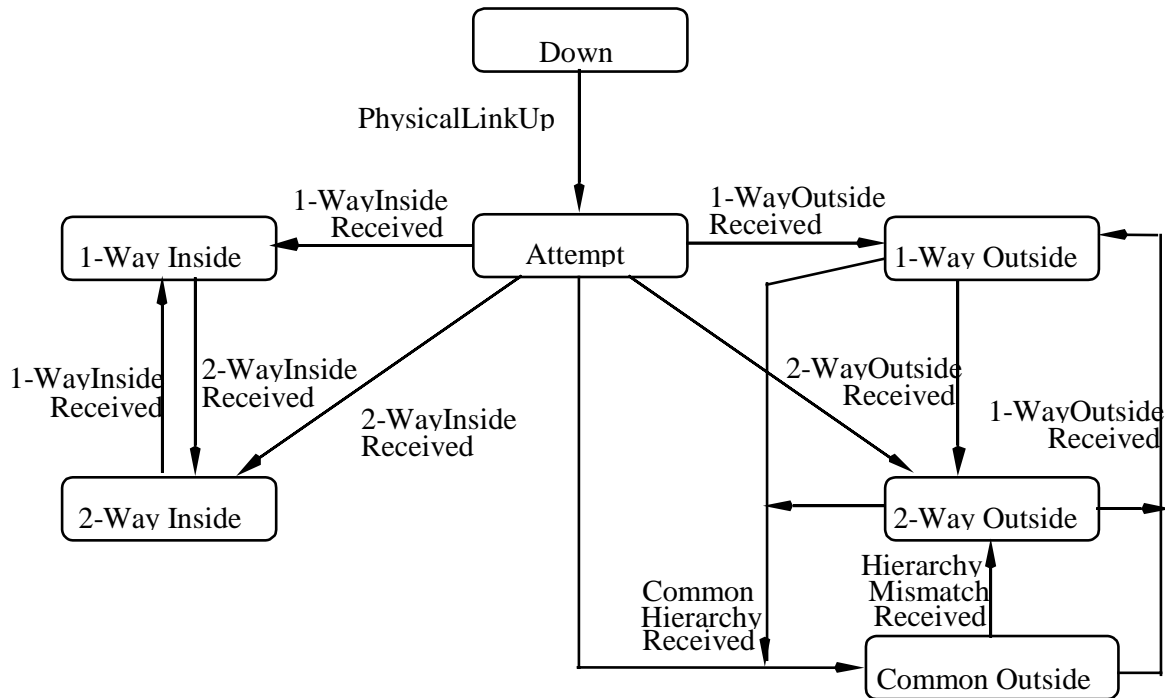 Down
PhysicalLinkUp
1-WayInside
Received
1-WayOutside
Received
1-Way Inside
Attempt
1-Way Outside
1-WayInside
Received
2-WayInside
Received
2-WayInside
Received
2-WayOutside
Received
1-WayOutside
Received
2-Way Inside
2-Way Outside
Common
Hierarchy
Received
Hierarchy
Mismatch
Received
Common Outside